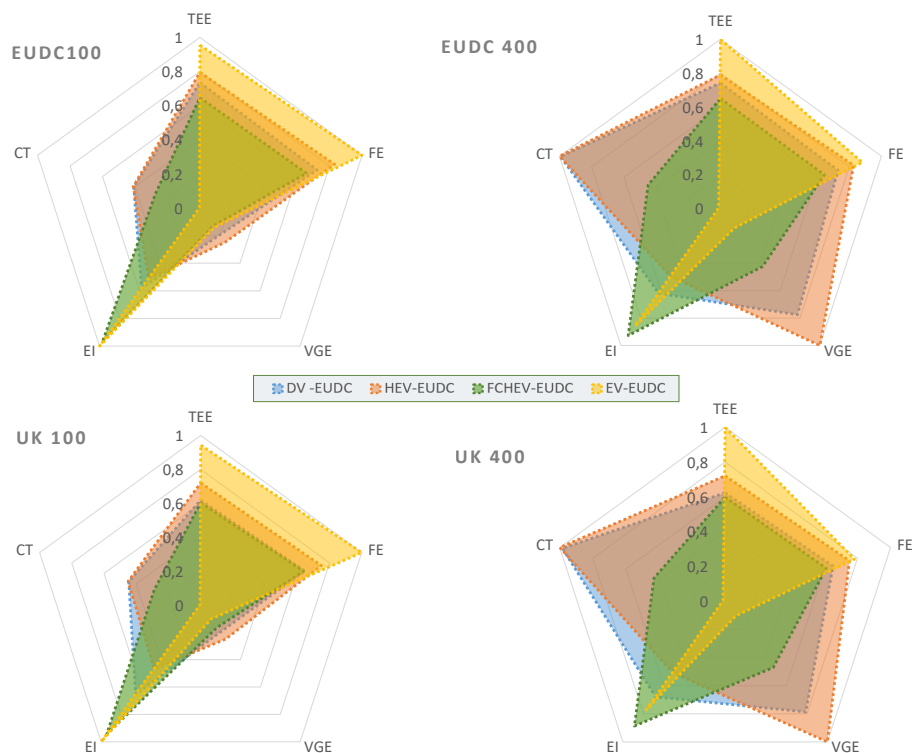 TEE
EUDC100
1
0,8
0,6
0,4
0,2
0
CT
FE
EI
VGE
TEE
EUDC 400
1
0,8
0,6
0,4
0,2
0
CT
FE
EI
VGE
DV -EUDC HEV-EUDC FCHEV-EUDC EV-EUDC
TEE
UK 100
1
0,8
0,6
0,4
0,2
0
CT
FE
EI
VGE
TEE
UK 400
1
0,8
0,6
0,4
0,2
0
CT
FE
EI
VGE